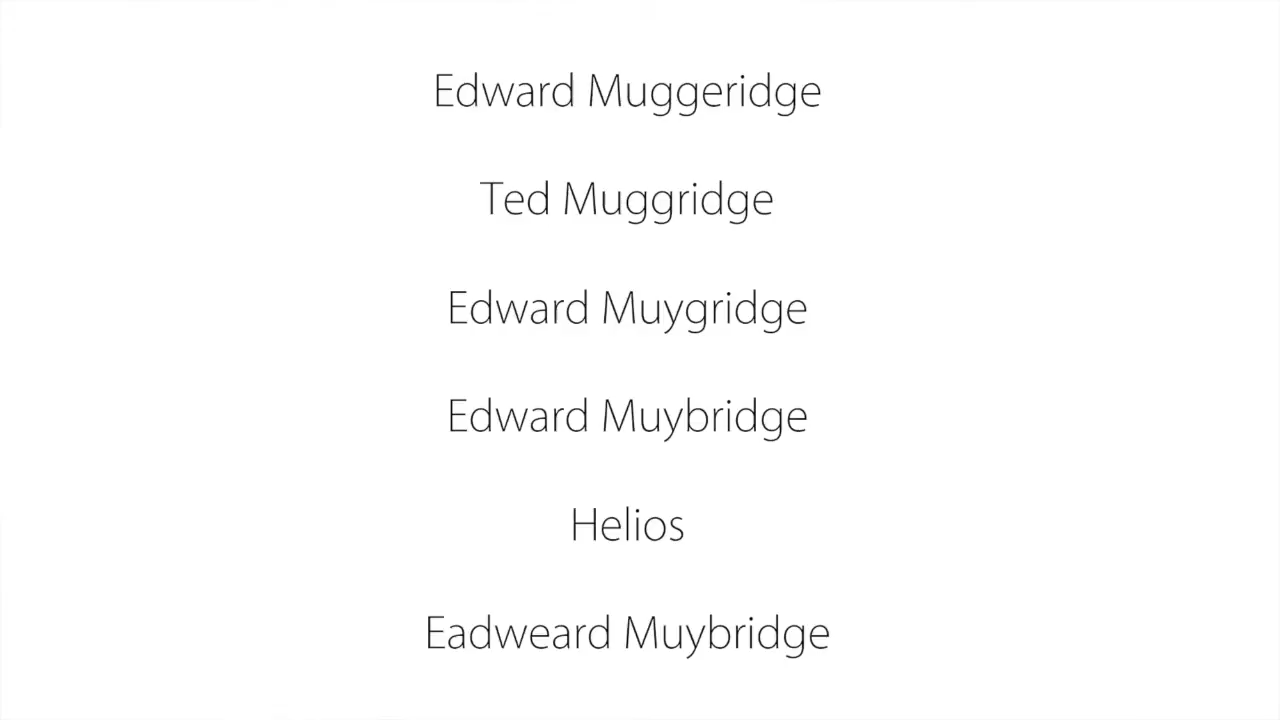 Edward Muggeridge
Ted Muggridge
Edward Muygridge
Edward Muybridge
Helios
Eadweard Muybridge